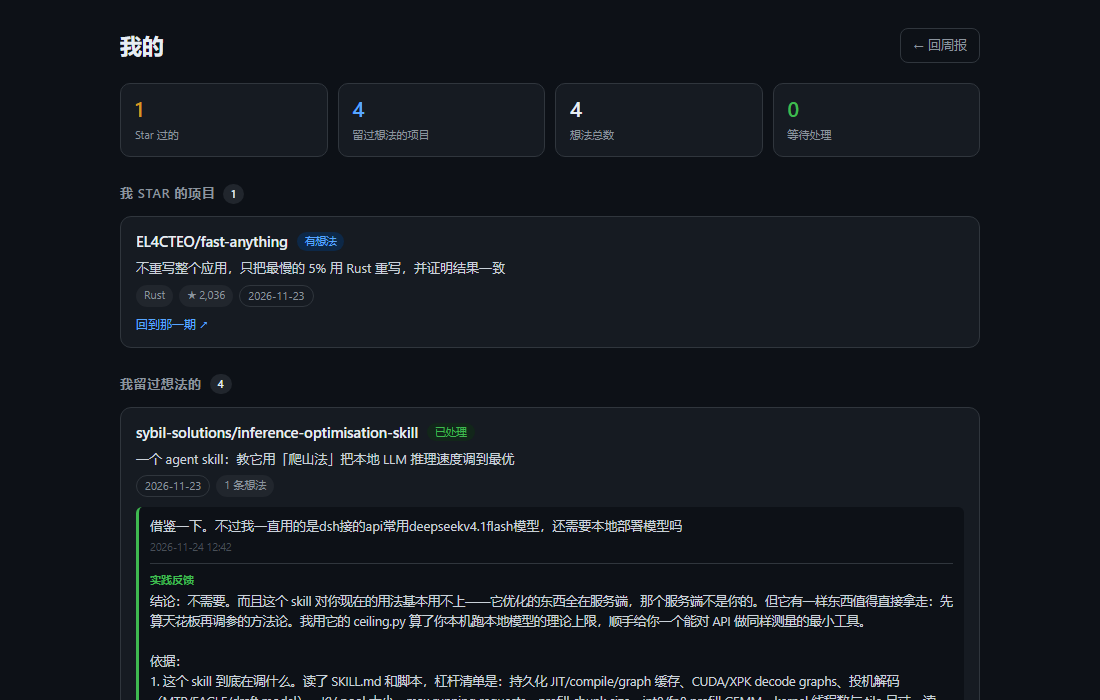 我的
← 回周报
1
Star 过的
4
留过想法的项目
4
想法总数
0
等待处理
我 STAR 的项目 1
EL4CTEO/fast-anything 有想法
不重写整个应用，只把最慢的 5% 用 Rust 重写，并证明结果一致
Rust ★ 2,036 2026-11-23
回到那一期 ↗
我留过想法的 4
sybil-solutions/inference-optimisation-skill 已处理
一个 agent skill：教它用「爬山法」把本地 LLM 推理速度调到最优
2026-11-23 1 条想法
借鉴一下。不过我一直用的是dsh接的api常用deepseekv4.1flash模型，还需要本地部署模型吗
2026-11-24 12:42
实践反馈
结论：不需要。而且这个 skill 对你现在的用法基本用不上——它优化的东西全在服务端，那个服务端不是你的。但它有一样东西值得直接拿走：先
算天花板再调参的方法论。我用它的 ceiling.py 算了你本机跑本地模型的理论上限，顺手给你一个能对 API 做同样测量的最小工具。
依据：
1. 这个 skill 到底在调什么。读了 SKILL.md 和脚本，杠杆清单是：持久化 JIT/compile/graph 缓存、CUDA/XPK decode graphs、投机解码